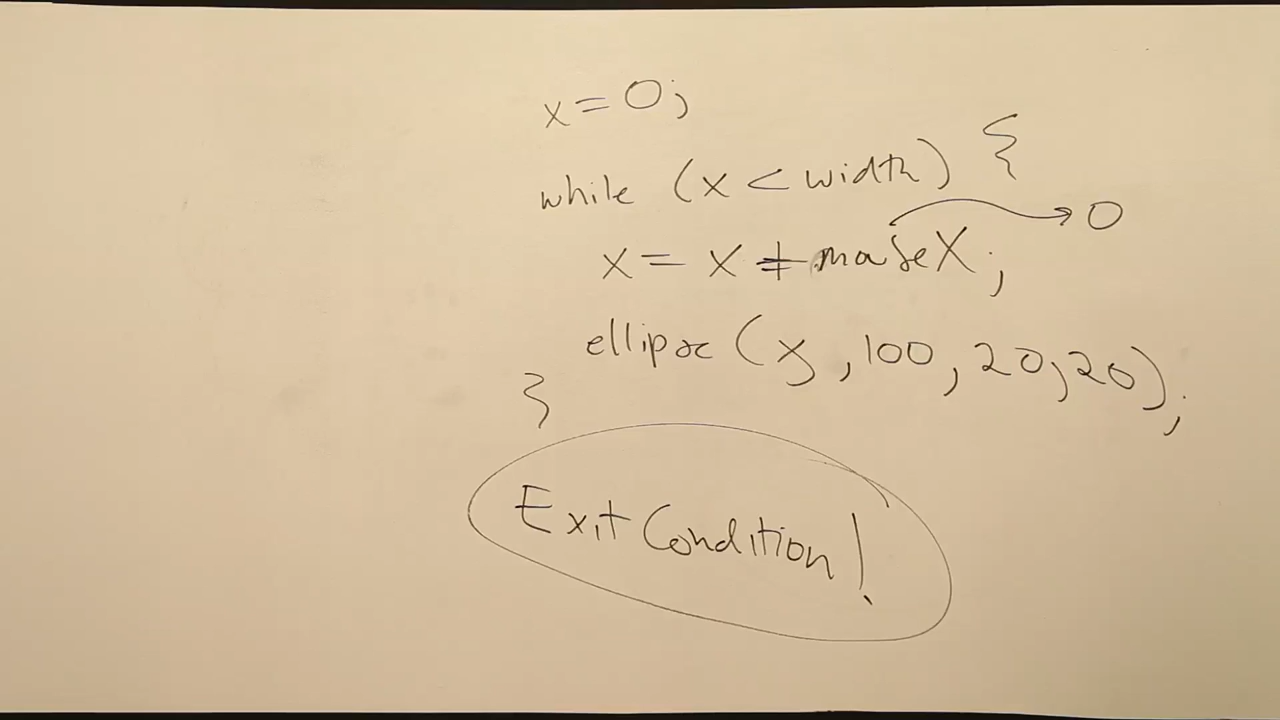 x = 0;
while (x < width) {
x = x + mouseX; → 0
ellipse (x, 100, 20, 20);
}
Exit Condition!